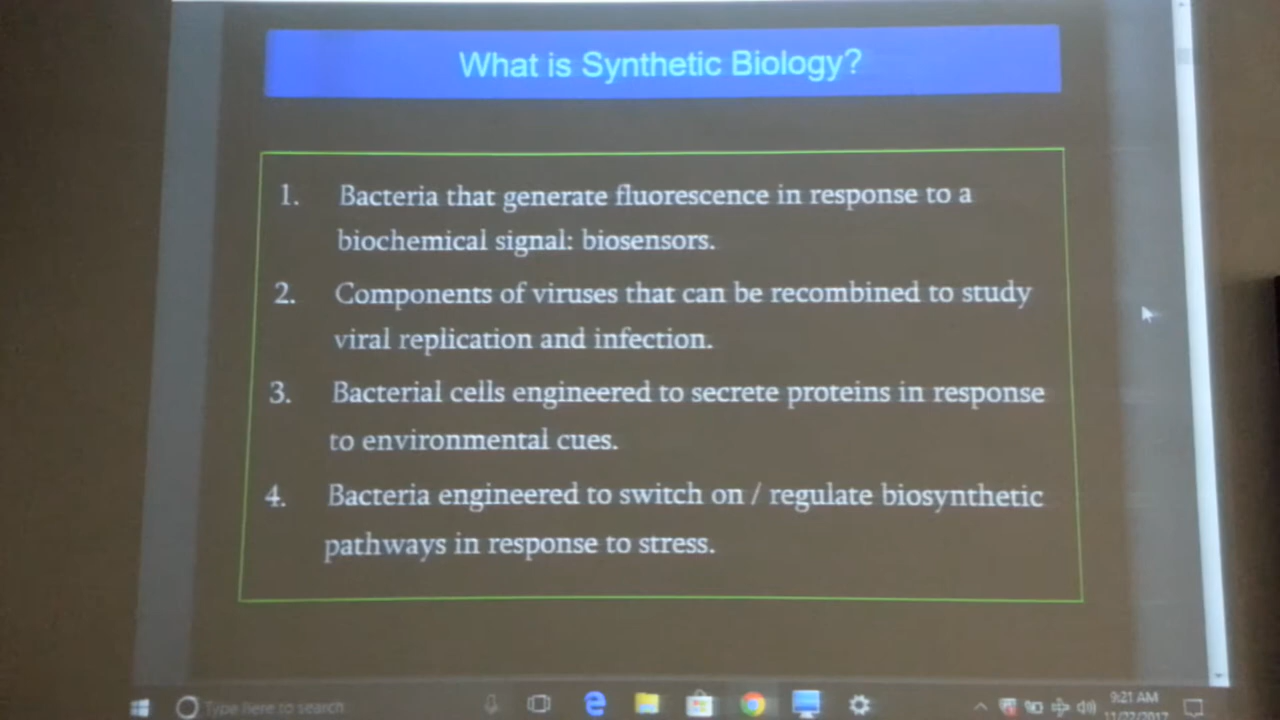 What is Synthetic Biology?
1. Bacteria that generate fluorescence in response to a
biochemical signal: biosensors.
2. Components of viruses that can be recombined to study
viral replication and infection.
3. Bacterial cells engineered to secrete proteins in response
to environmental cues.
4. Bacteria engineered to switch on / regulate biosynthetic
pathways in response to stress.
Type here to search
9:21 AM
11/22/2017